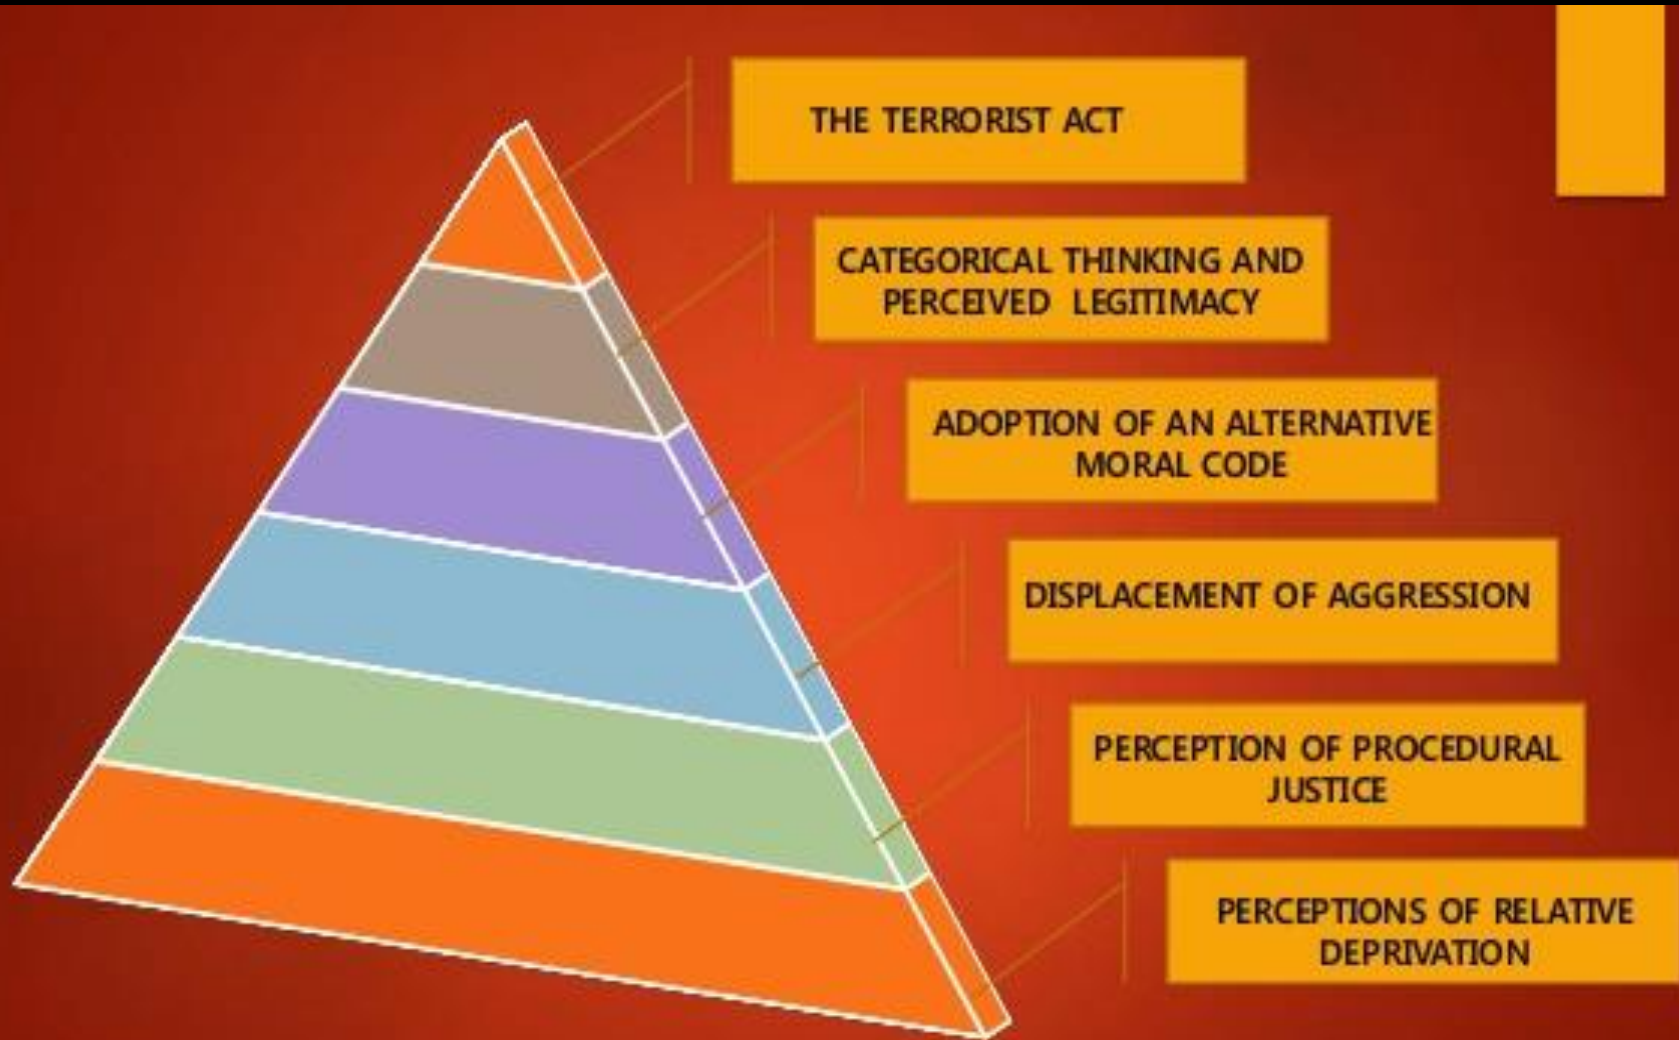 THE TERRORIST ACT
CATEGORICAL THINKING AND
PERCEIVED LEGITIMACY
ADOPTION OF AN ALTERNATIVE
MORAL CODE
DISPLACEMENT OF AGGRESSION
PERCEPTION OF PROCEDURAL
JUSTICE
PERCEPTIONS OF RELATIVE
DEPRIVATION